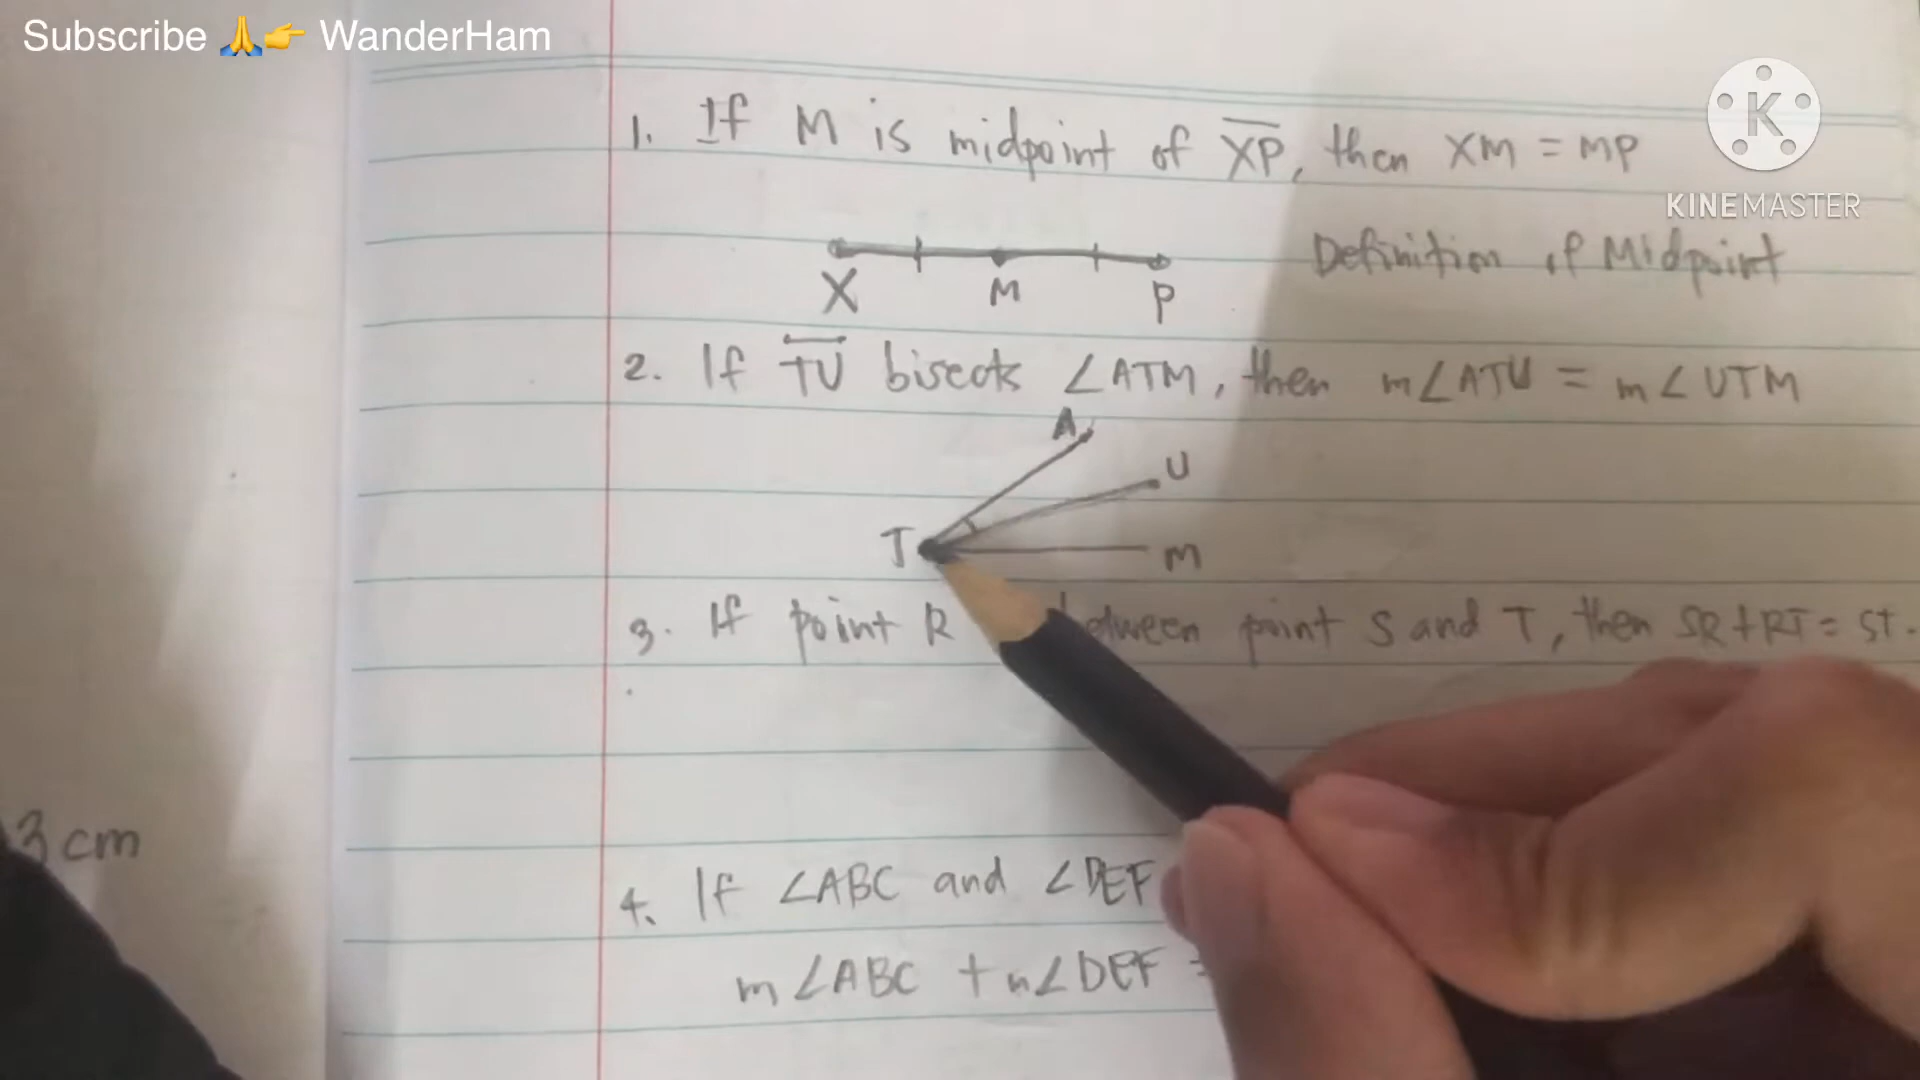 Subscribe 🙏👉 WanderHam
K
KINEMASTER
1. If M is midpoint of XP, then XM = MP
X M P
Definition of Midpoint
2. If TU bisects ∠ATM, then m∠ATU = m∠UTM
A
U
T
M
3. If point R between point S and T, then SR+RT = ST.
3 cm
4. If ∠ABC and ∠DEF
m∠ABC + m∠DEF =